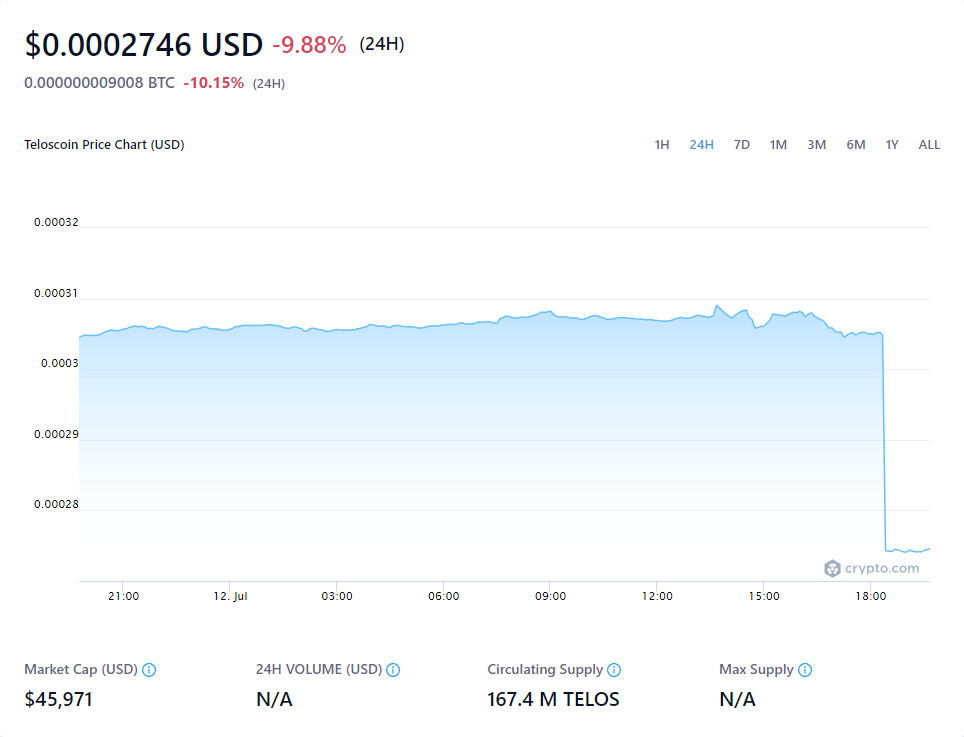 $0.0002746 USD -9.88% (24H)
0.000000009008 BTC -10.15% (24H)
Teloscoin Price Chart (USD) 1H 24H 7D 1M 3M 6M 1Y ALL
0.00032
0.00031
0.0003
0.00029
0.00028
crypto.com
21:00 12. Jul 03:00 06:00 09:00 12:00 15:00 18:00
Market Cap (USD) 24H VOLUME (USD) Circulating Supply Max Supply
$45,971 N/A 167.4 M TELOS N/A